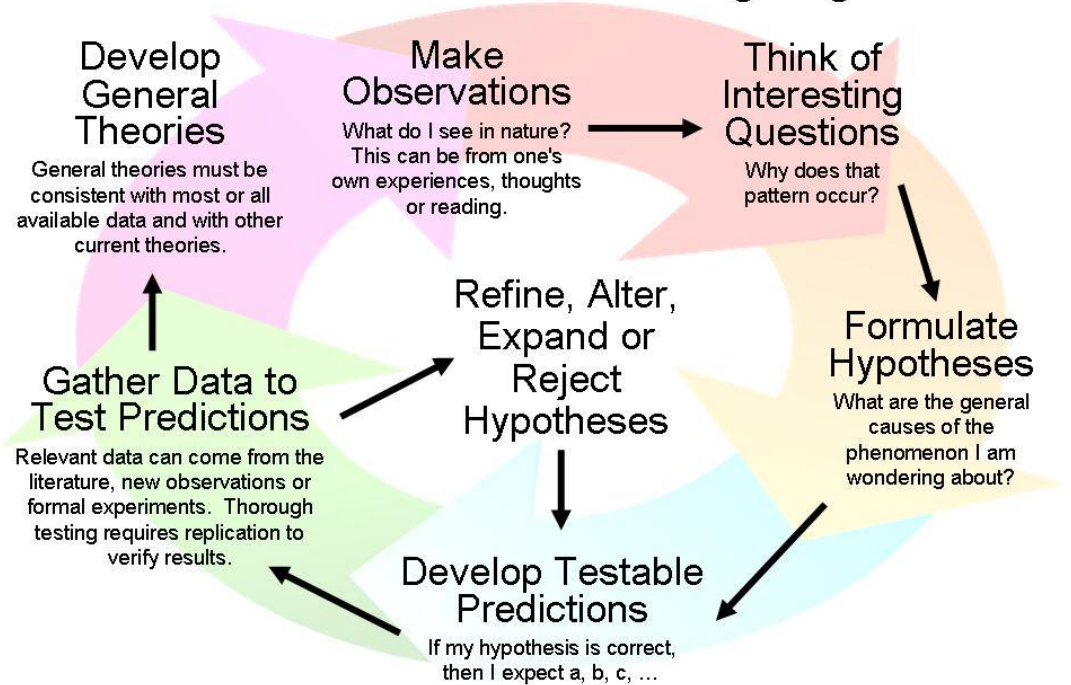 Make
Observations
What do I see in nature?
This can be from one's
own experiences, thoughts
or reading.
Think of
Interesting
Questions
Why does that
pattern occur?
Formulate
Hypotheses
What are the general
causes of the
phenomenon I am
wondering about?
Develop Testable
Predictions
If my hypothesis is correct,
then I expect a, b, c, ...
Gather Data to
Test Predictions
Relevant data can come from the
literature, new observations or
formal experiments. Thorough
testing requires replication to
verify results.
Refine, Alter,
Expand or
Reject
Hypotheses
Develop
General
Theories
General theories must be
consistent with most or all
available data and with other
current theories.